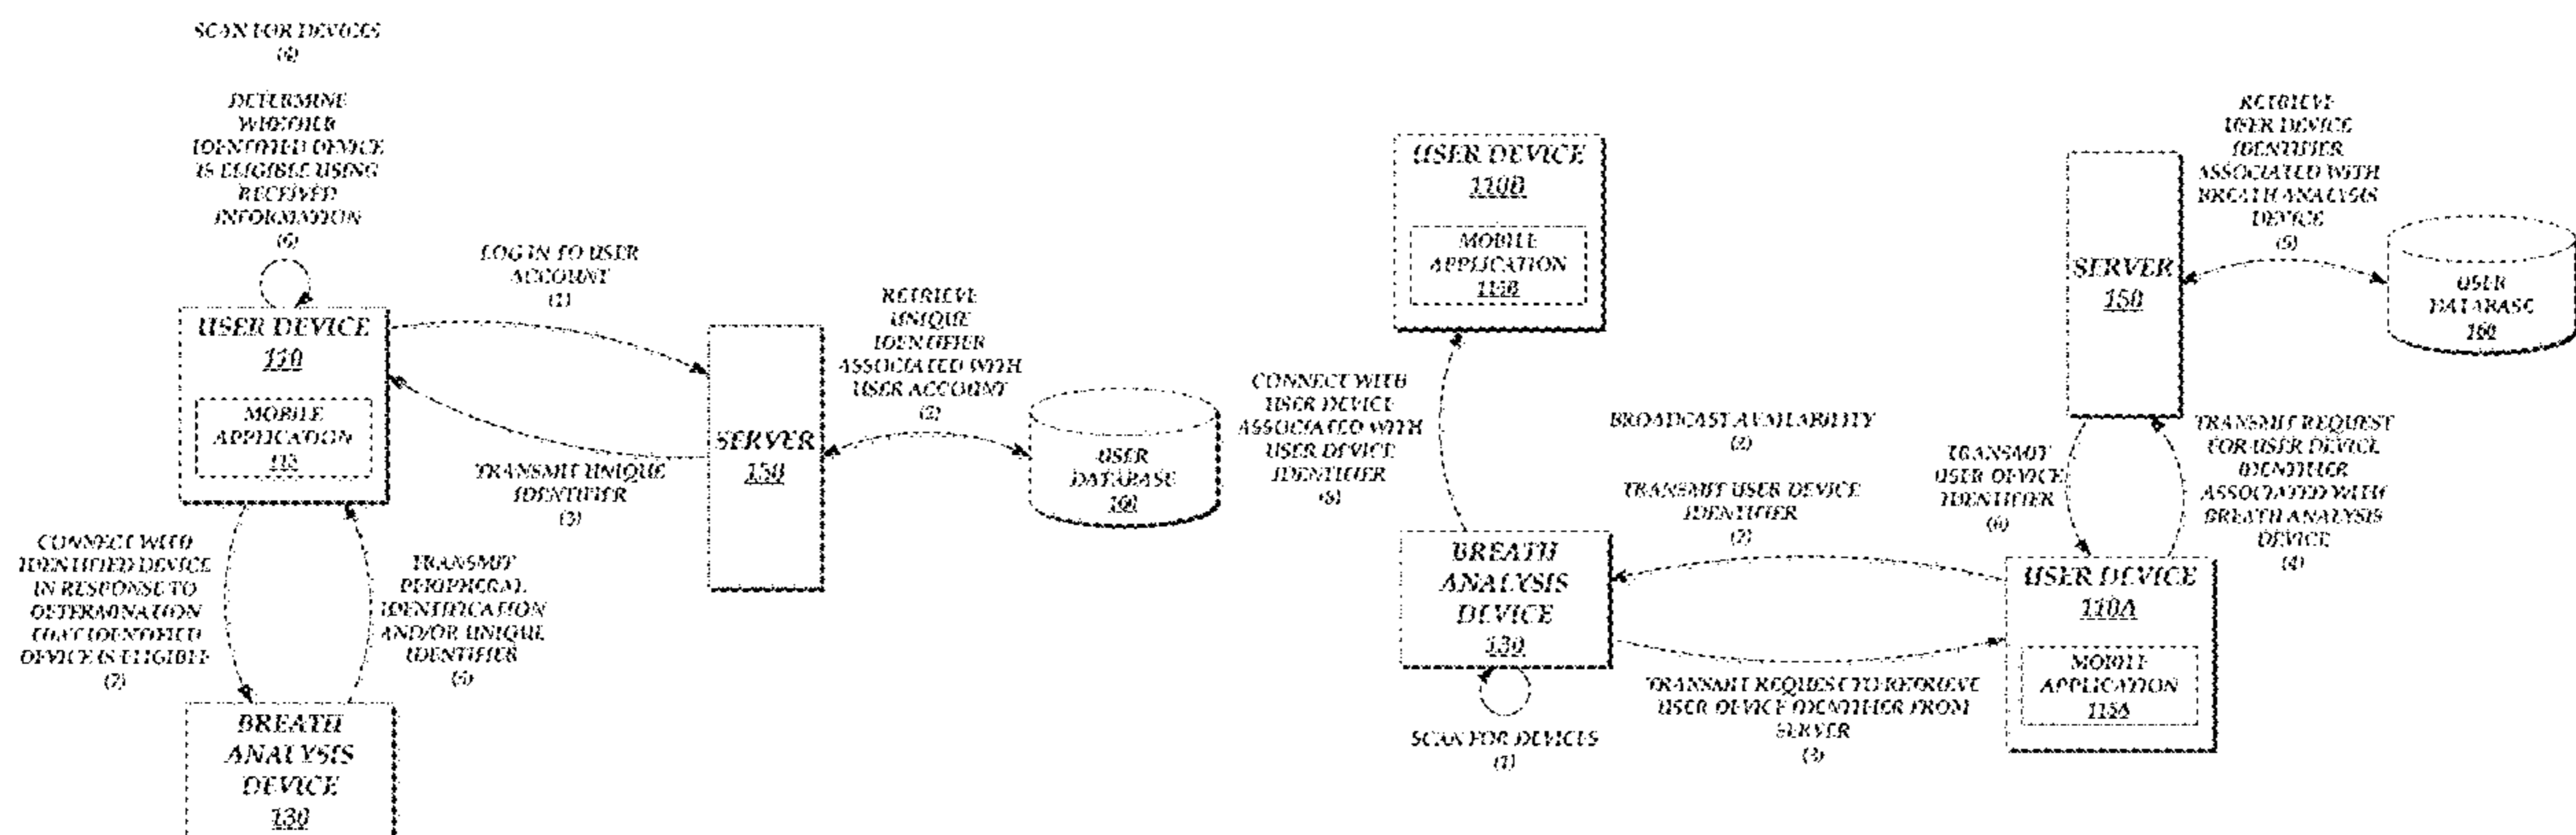 SCAN FOR DEVICES
(4)
DETERMINE
WHETHER
IDENTIFIED DEVICE
IS ELIGIBLE USING
RECEIVED
INFORMATION
(6)
USER DEVICE
110
MOBILE
APPLICATION
115
LOG IN TO USER
ACCOUNT
(1)
TRANSMIT UNIQUE
IDENTIFIER
(3)
SERVER
150
RETRIEVE
UNIQUE
IDENTIFIER
ASSOCIATED WITH
USER ACCOUNT
(2)
USER
DATABASE
160
CONNECT WITH
IDENTIFIED DEVICE
IN RESPONSE TO
DETERMINATION
THAT IDENTIFIED
DEVICE IS ELIGIBLE
(7)
TRANSMIT
PERIPHERAL
IDENTIFICATION
AND/OR UNIQUE
IDENTIFIER
(5)
BREATH
ANALYSIS
DEVICE
130
USER DEVICE
110B
MOBILE
APPLICATION
115B
CONNECT WITH
USER DEVICE
ASSOCIATED WITH
USER DEVICE
IDENTIFIER
(8)
BROADCAST AVAILABILITY
(2)
TRANSMIT USER DEVICE
IDENTIFIER
(7)
BREATH
ANALYSIS
DEVICE
130
SCAN FOR DEVICES
(1)
TRANSMIT REQUEST TO RETRIEVE
USER DEVICE IDENTIFIER FROM
SERVER
(3)
SERVER
150
RETRIEVE
USER DEVICE
IDENTIFIER
ASSOCIATED WITH
BREATH ANALYSIS
DEVICE
(5)
USER
DATABASE
160
TRANSMIT
USER DEVICE
IDENTIFIER
(6)
TRANSMIT REQUEST
FOR USER DEVICE
IDENTIFIER
ASSOCIATED WITH
BREATH ANALYSIS
DEVICE
(4)
USER DEVICE
110A
MOBILE
APPLICATION
115A